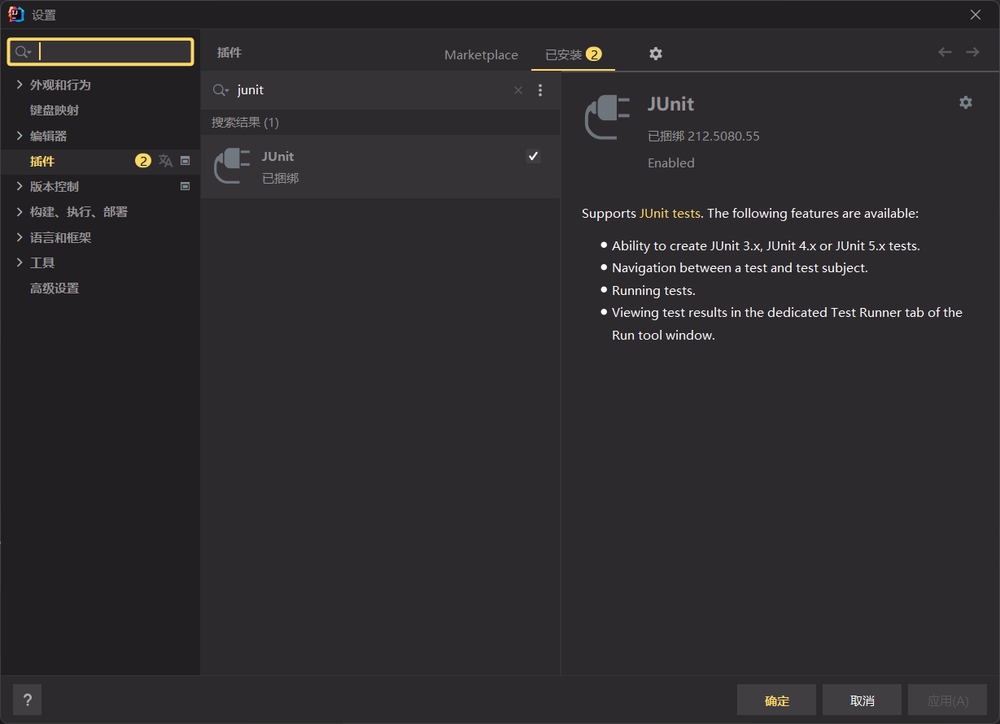 设置
外观和行为
键盘映射
编辑器
插件 2
版本控制
构建、执行、部署
语言和框架
工具
高级设置
插件
Marketplace
已安装 2
junit
搜索结果 (1)
JUnit
已捆绑
JUnit
已捆绑 212.5080.55
Enabled
Supports JUnit tests. The following features are available:
Ability to create JUnit 3.x, JUnit 4.x or JUnit 5.x tests.
Navigation between a test and test subject.
Running tests.
Viewing test results in the dedicated Test Runner tab of the
Run tool window.
?
确定
取消
应用(A)